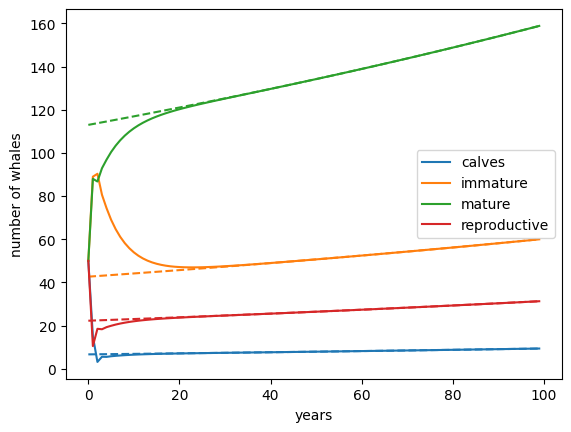 160
140
120
100
80
60
40
20
0
number of whales
calves
immature
mature
reproductive
0 20 40 60 80 100
years